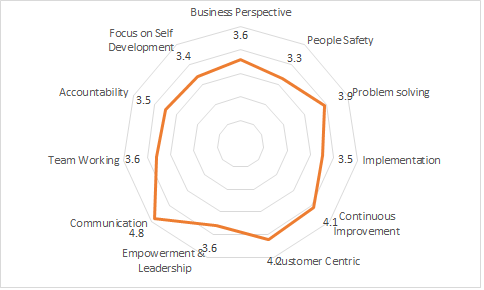 Business Perspective
3.6
Focus on Self
Development
3.4
3.3
People Safety
Accountability
3.5
3.9
Problem solving
Team Working
3.6
3.5
Implementation
Communication
4.8
4.1
Continuous
Improvement
Empowerment &
Leadership
3.6
4.2
Customer Centric